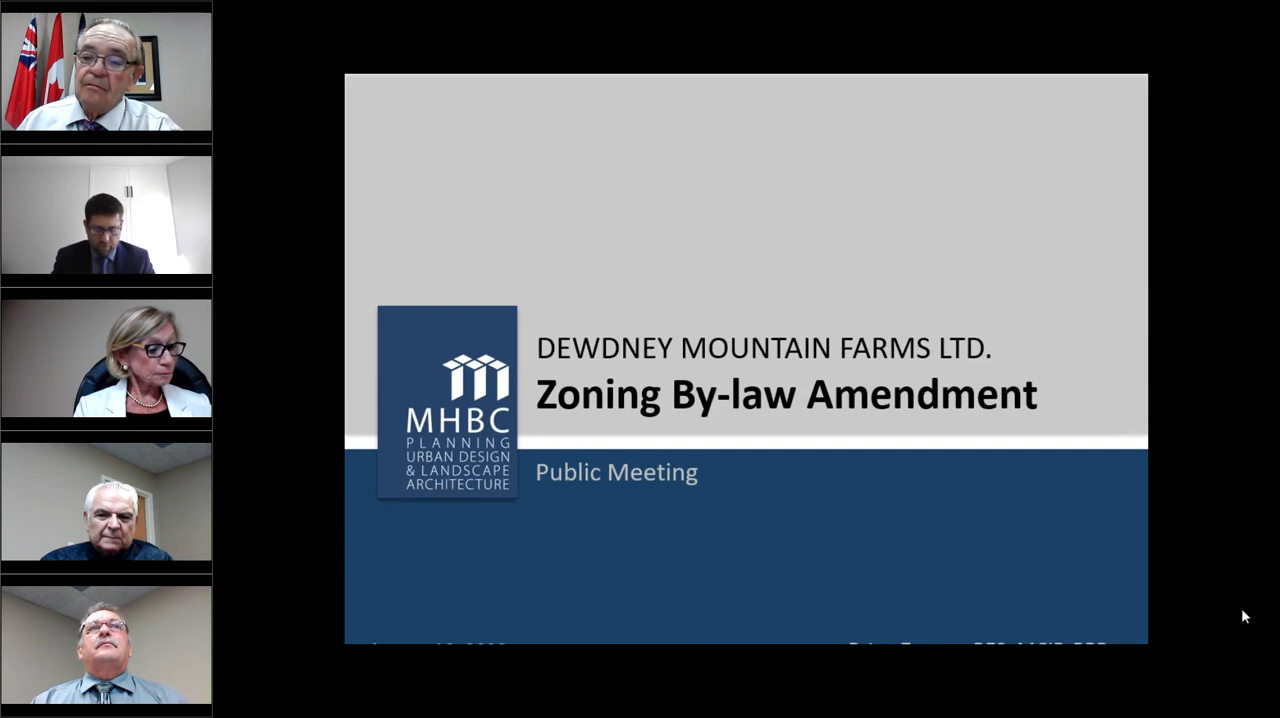 DEWDNEY MOUNTAIN FARMS LTD.
Zoning By-law Amendment
MHBC
PLANNING
URBAN DESIGN
& LANDSCAPE
ARCHITECTURE
Public Meeting